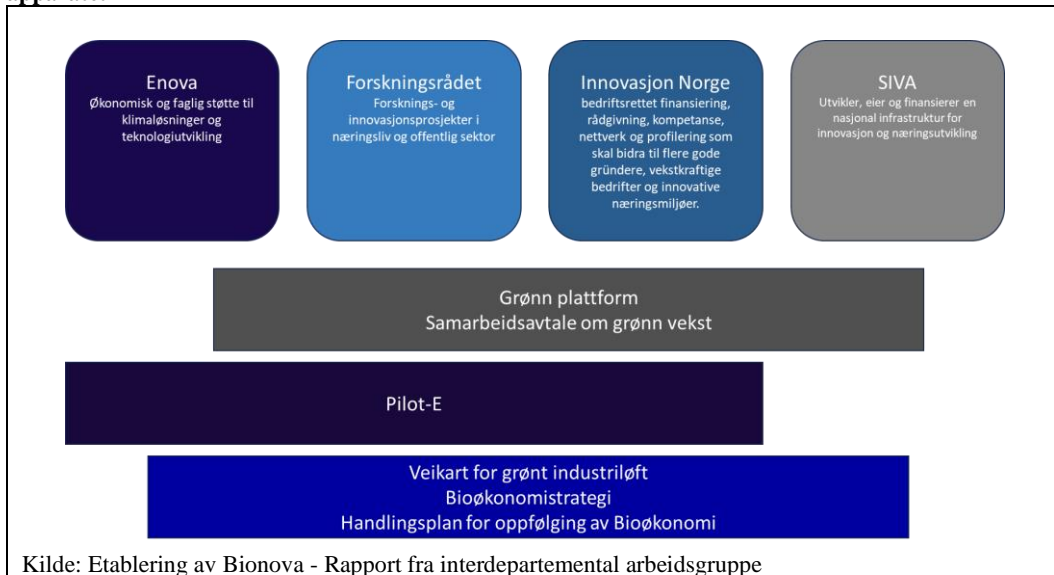 Enova
Økonomisk og faglig støtte til
klimaløsninger og
teknologiutvikling
Forskningsrådet
Forsknings- og
innovasjonsprosjekter i
næringsliv og offentlig sektor
Innovasjon Norge
bedriftsrettet finansiering,
rådgivning, kompetanse,
nettverk og profilering som
skal bidra til flere gode
gründere, vekstkraftige
bedrifter og innovative
næringsmiljøer.
SIVA
Utvikler, eier og finansierer en
nasjonal infrastruktur for
innovasjon og næringsutvikling
Grønn plattform
Samarbeidsavtale om grønn vekst
Pilot-E
Veikart for grønt industriløft
Bioøkonomistrategi
Handlingsplan for oppfølging av Bioøkonomi
Kilde: Etablering av Bionova - Rapport fra interdepartemental arbeidsgruppe